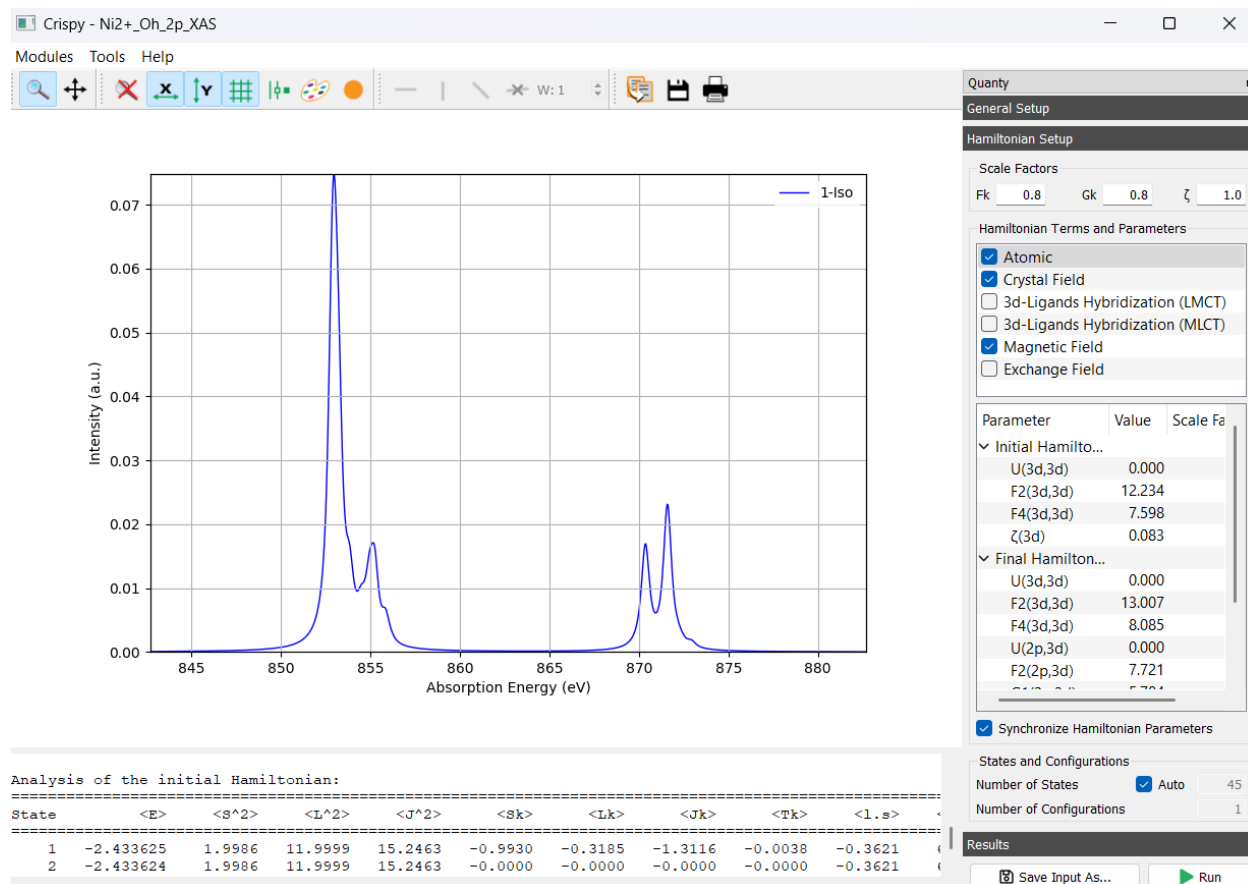 Crispy - Ni2+_Oh_2p_XAS
Modules Tools Help
W: 1
1-Iso
0.07
0.06
0.05
0.04
0.03
0.02
0.01
0.00
Intensity (a.u.)
845 850 855 860 865 870 875 880
Absorption Energy (eV)
Analysis of the initial Hamiltonian:
State <E> <S^2> <L^2> <J^2> <Sk> <Lk> <Jk> <Tk> <l.s> <
1 -2.433625 1.9986 11.9999 15.2463 -0.9930 -0.3185 -1.3116 -0.0038 -0.3621
2 -2.433624 1.9986 11.9999 15.2463 -0.0000 -0.0000 -0.0000 -0.0000 -0.3621
Quanty
General Setup
Hamiltonian Setup
Scale Factors
Fk 0.8 Gk 0.8 ζ 1.0
Hamiltonian Terms and Parameters
Atomic
Crystal Field
3d-Ligands Hybridization (LMCT)
3d-Ligands Hybridization (MLCT)
Magnetic Field
Exchange Field
Parameter Value Scale Fa
Initial Hamilto...
U(3d,3d) 0.000
F2(3d,3d) 12.234
F4(3d,3d) 7.598
ζ(3d) 0.083
Final Hamilton...
U(3d,3d) 0.000
F2(3d,3d) 13.007
F4(3d,3d) 8.085
U(2p,3d) 0.000
F2(2p,3d) 7.721
Synchronize Hamiltonian Parameters
States and Configurations
Number of States Auto 45
Number of Configurations 1
Results
Save Input As... Run